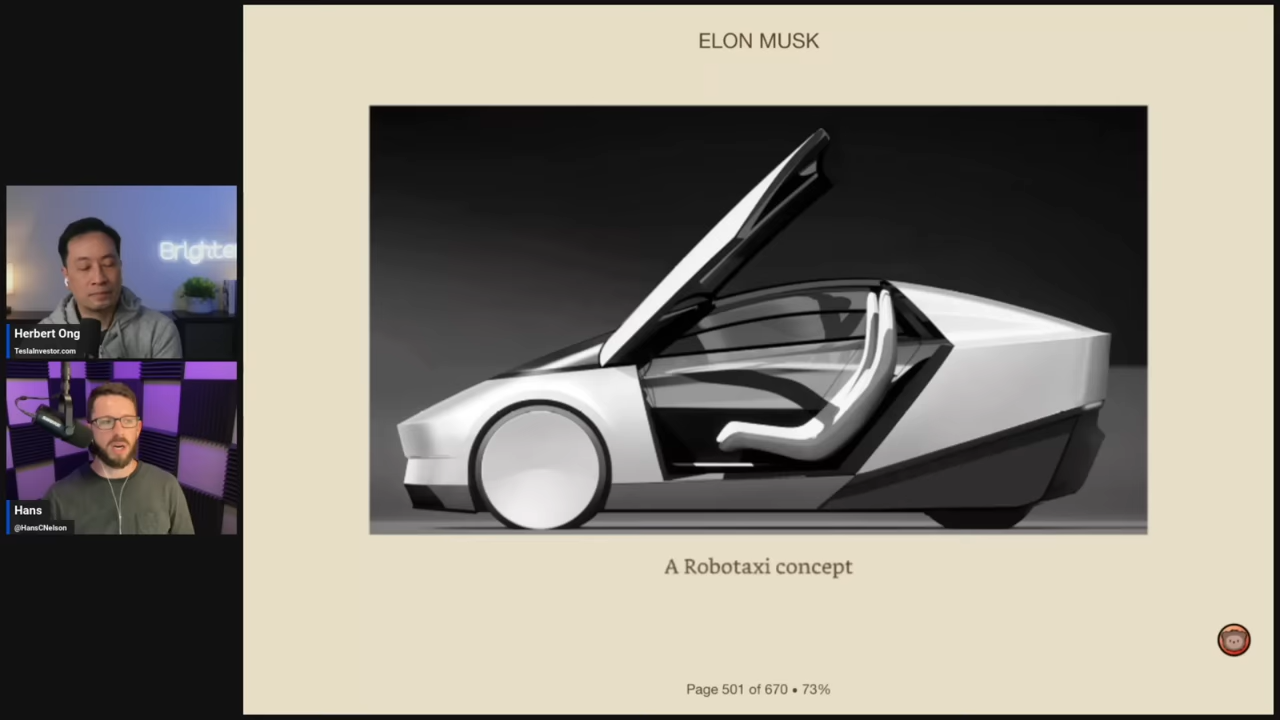 ELON MUSK
Brighte
Herbert Ong
TeslaInvestor.com
Hans
@HansCNelson
A Robotaxi concept
Page 501 of 670 • 73%